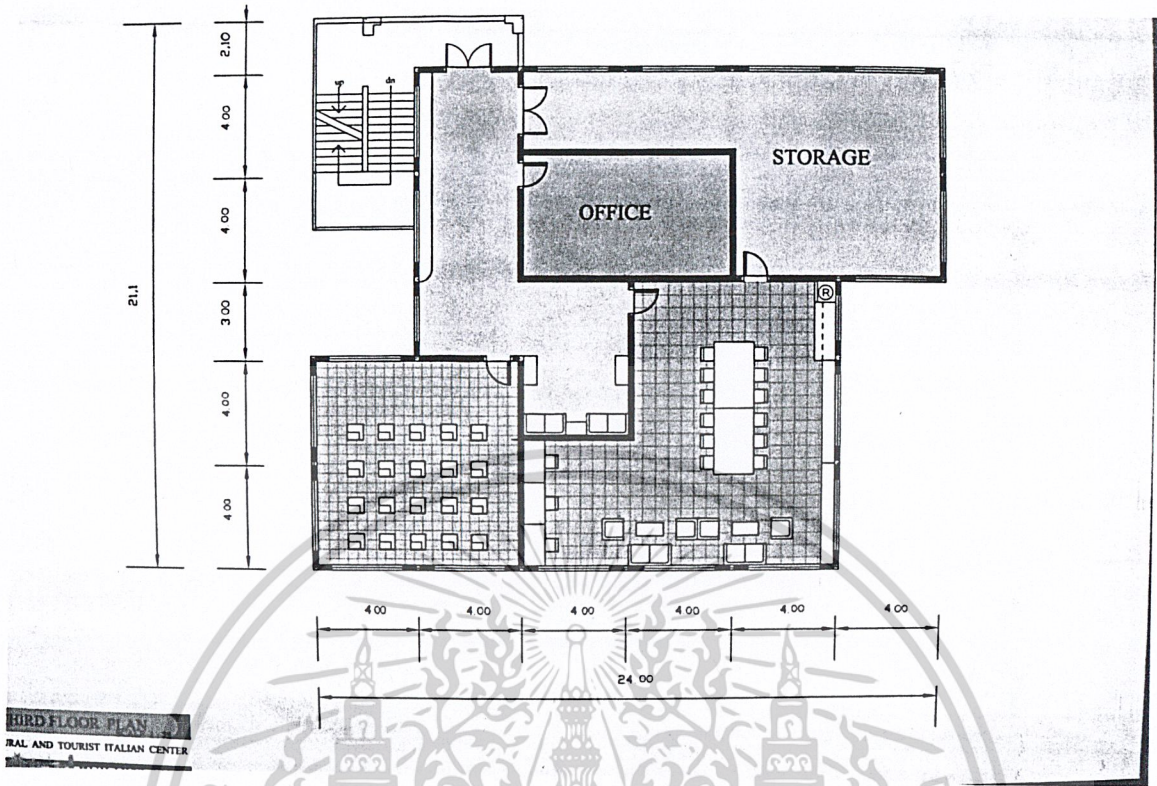 2.10
4 00
4 00
3 00
4 00
4 00
21.1
up
dn
STORAGE
OFFICE
R
4 00 4 00 4 00 4 00 4 00 4 00
24 00
HIRD FLOOR PLAN
URAL AND TOURIST ITALIAN CENTER